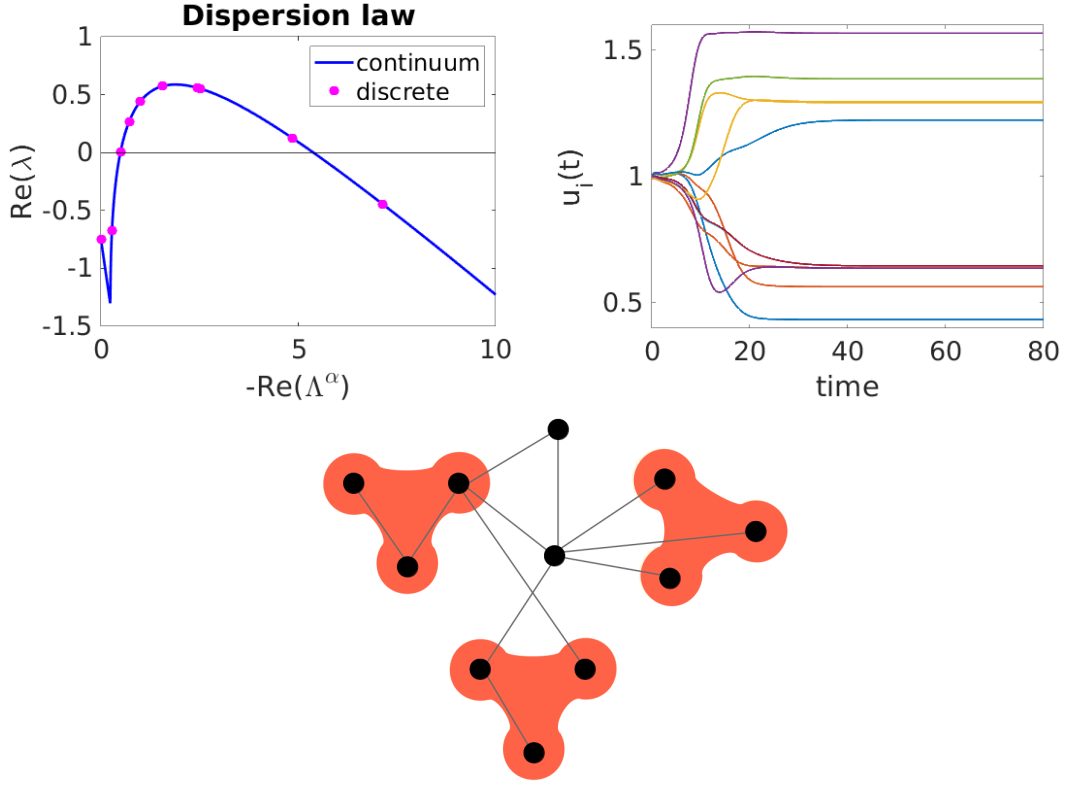 Dispersion law
1
0.5
0
-0.5
-1
-1.5
Re(λ)
continuum
discrete
0
5
10
-Re(Λ^α)
1.5
1
0.5
u_i(t)
0
20
40
60
80
time